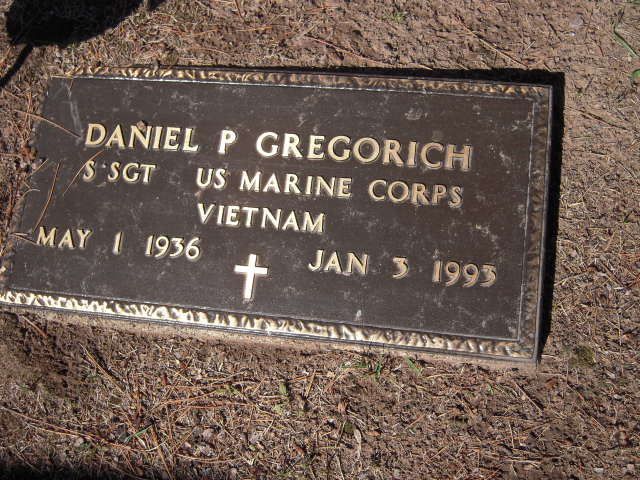 DANIEL P GREGORICH
S SGT US MARINE CORPS
VIETNAM
MAY 1 1936 JAN 3 1993